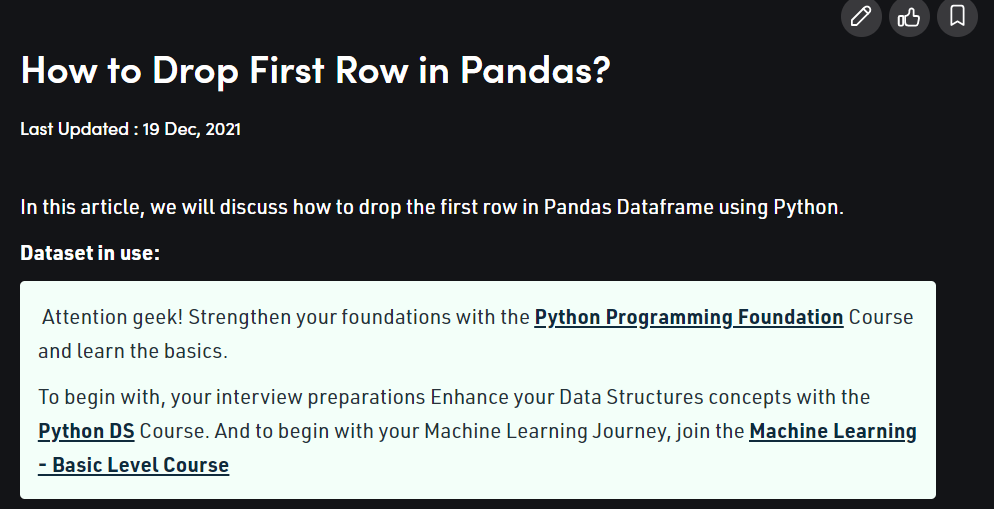 How to Drop First Row in Pandas?
Last Updated : 19 Dec, 2021
In this article, we will discuss how to drop the first row in Pandas Dataframe using Python.
Dataset in use:
Attention geek! Strengthen your foundations with the Python Programming Foundation Course
and learn the basics.
To begin with, your interview preparations Enhance your Data Structures concepts with the
Python DS Course. And to begin with your Machine Learning Journey, join the Machine Learning
- Basic Level Course